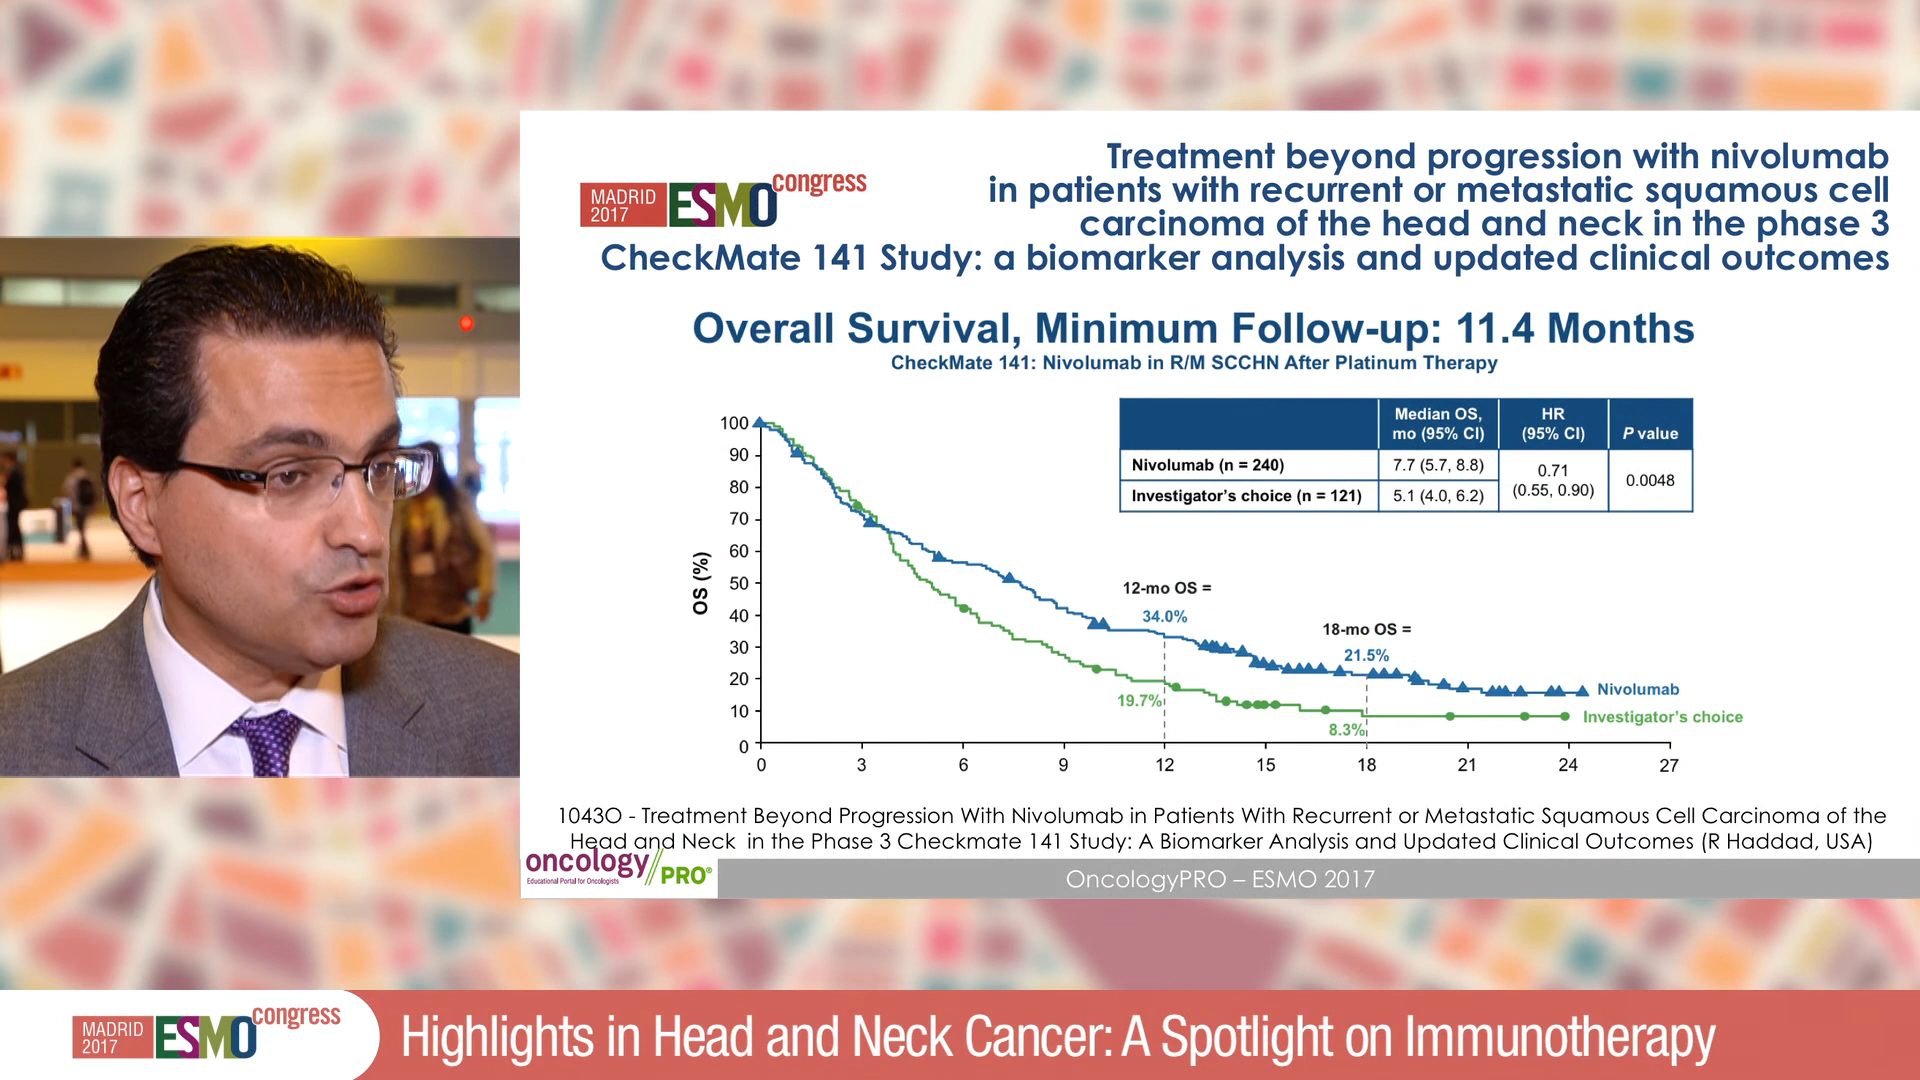 Treatment beyond progression with nivolumab
in patients with recurrent or metastatic squamous cell
carcinoma of the head and neck in the phase 3
CheckMate 141 Study: a biomarker analysis and updated clinical outcomes
MADRID
2017
ESMO
congress
Overall Survival, Minimum Follow-up: 11.4 Months
CheckMate 141: Nivolumab in R/M SCCHN After Platinum Therapy
Median OS,
mo (95% CI)
HR
(95% CI)
P value
Nivolumab (n = 240)
7.7 (5.7, 8.8)
0.71
(0.55, 0.90)
0.0048
Investigator's choice (n = 121)
5.1 (4.0, 6.2)
OS (%)
100
90
80
70
60
50
40
30
20
10
0
12-mo OS =
34.0%
19.7%
18-mo OS =
21.5%
8.3%
Nivolumab
Investigator's choice
0 3 6 9 12 15 18 21 24 27
1043O - Treatment Beyond Progression With Nivolumab in Patients With Recurrent or Metastatic Squamous Cell Carcinoma of the
Head and Neck in the Phase 3 Checkmate 141 Study: A Biomarker Analysis and Updated Clinical Outcomes (R Haddad, USA)
oncology//PRO®
Educational Portal for Oncologists
OncologyPRO – ESMO 2017
MADRID
2017
ESMO
congress
Highlights in Head and Neck Cancer: A Spotlight on Immunotherapy